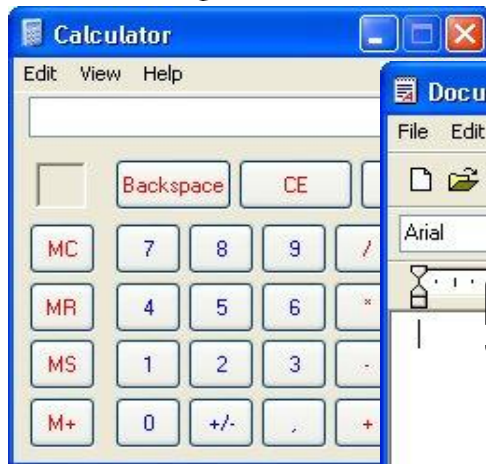 Calculator
Edit View Help
Backspace CE
MC 7 8 9 /
MR 4 5 6 *
MS 1 2 3 -
M+ 0 +/- , +
Docu
File Edit
Arial